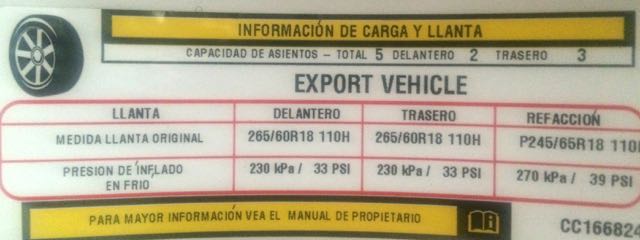 INFORMACIÓN DE CARGA Y LLANTA
CAPACIDAD DE ASIENTOS – TOTAL 5 DELANTERO 2 TRASERO 3
EXPORT VEHICLE
LLANTA DELANTERO TRASERO REFACCIÓN
MEDIDA LLANTA ORIGINAL 265/60R18 110H 265/60R18 110H P245/65R18 110
PRESION DE INFLADO EN FRIO 230 kPa / 33 PSI 230 kPa / 33 PSI 270 kPa / 39 PSI
PARA MAYOR INFORMACIÓN VEA EL MANUAL DE PROPIETARIO
CC166824